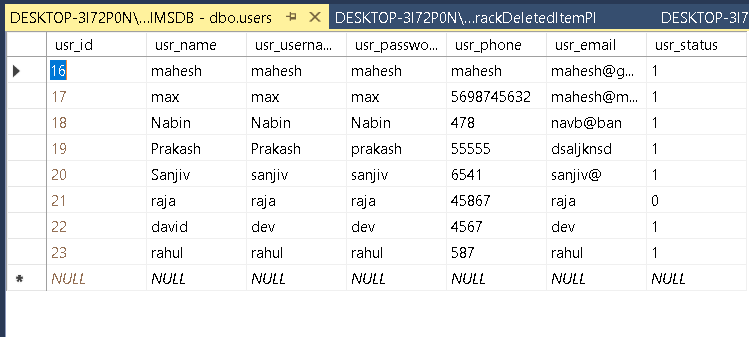 DESKTOP-3I72P0N\...IMSDB - dbo.users DESKTOP-3I72P0N\...rackDeletedItemPI DESKTOP-3I7
usr_id usr_name usr_userna... usr_passwo... usr_phone usr_email usr_status
16 mahesh mahesh mahesh mahesh mahesh@g... 1
17 max max max 5698745632 mahesh@m... 1
18 Nabin Nabin Nabin 478 navb@ban 1
19 Prakash Prakash prakash 55555 dsaljknsd 1
20 Sanjiv sanjiv sanjiv 6541 sanjiv@ 1
21 raja raja raja 45867 raja 0
22 david dev dev 4567 dev 1
23 rahul rahul rahul 587 rahul 1
NULL NULL NULL NULL NULL NULL NULL